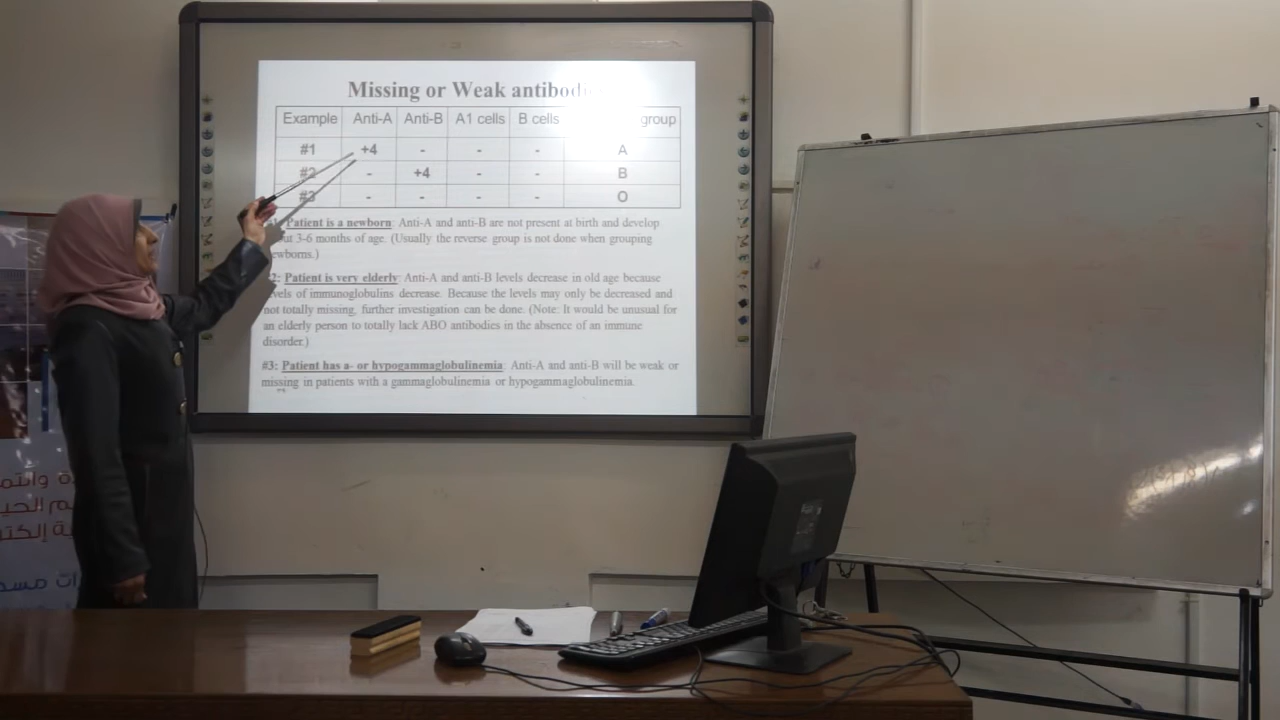 Missing or Weak
Example Anti-A Anti-B A1 cells B cells group
#1 +4 - - - A
#2 - +4 - - B
#3 - - - - O
Patient is a newborn: Anti-A and anti-B are not present at birth and develop
3-6 months of age. (Usually the reverse group is not done when grouping
2: Patient is very elderly: Anti-A and anti-B levels decrease in old age because
of immunoglobulins decrease. Because the levels may only be decreased and
not totally missing, further investigation can be done. (Note: It would be unusual for
an elderly person to totally lack ABO antibodies in the absence of an immune
disorder.)
#3: Patient has a- or hypogammaglobulinemia: Anti-A and anti-B will be weak or
missing in patients with a gammaglobulinemia or hypogammaglobulinemia.